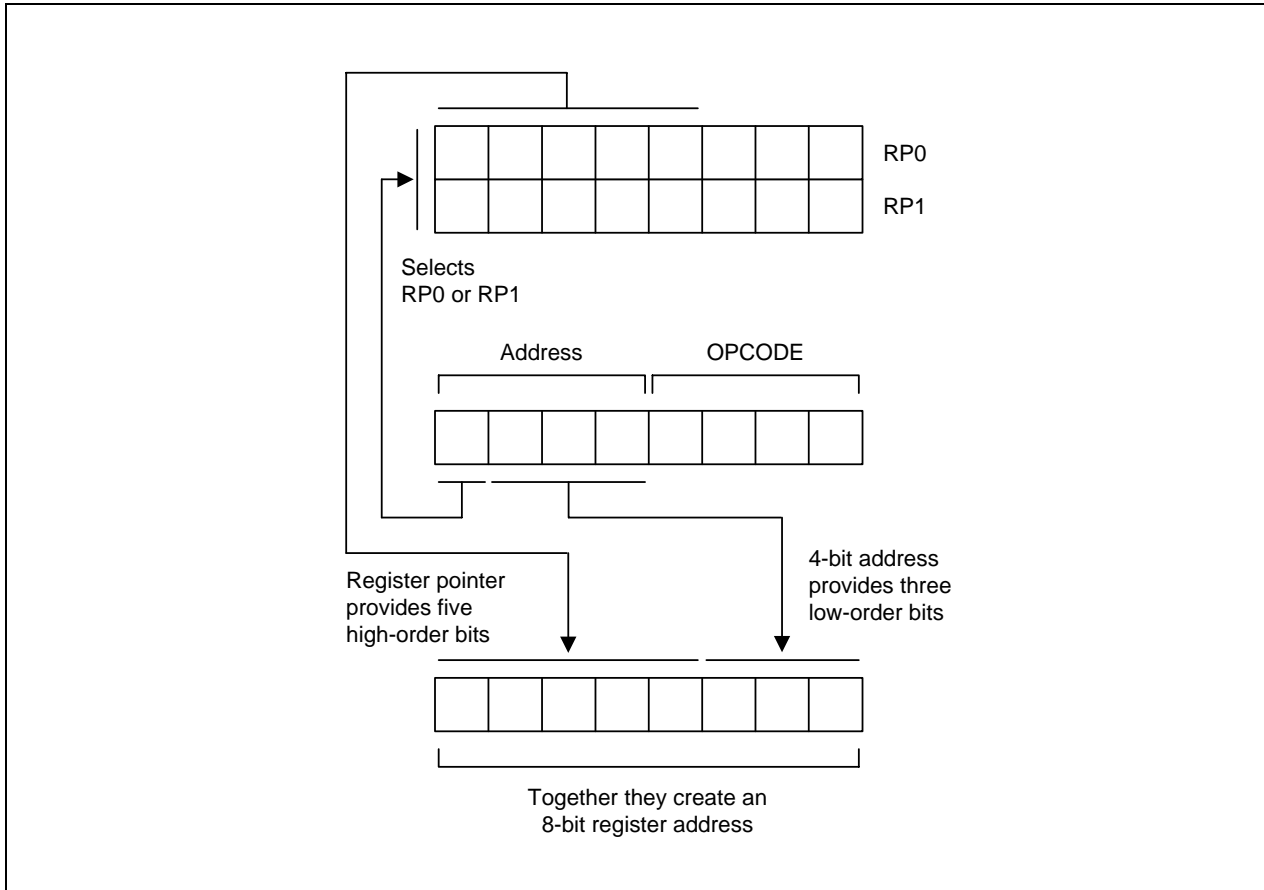 RP0
RP1
Selects
RP0 or RP1
Address
OPCODE
Register pointer
provides five
high-order bits
4-bit address
provides three
low-order bits
Together they create an
8-bit register address